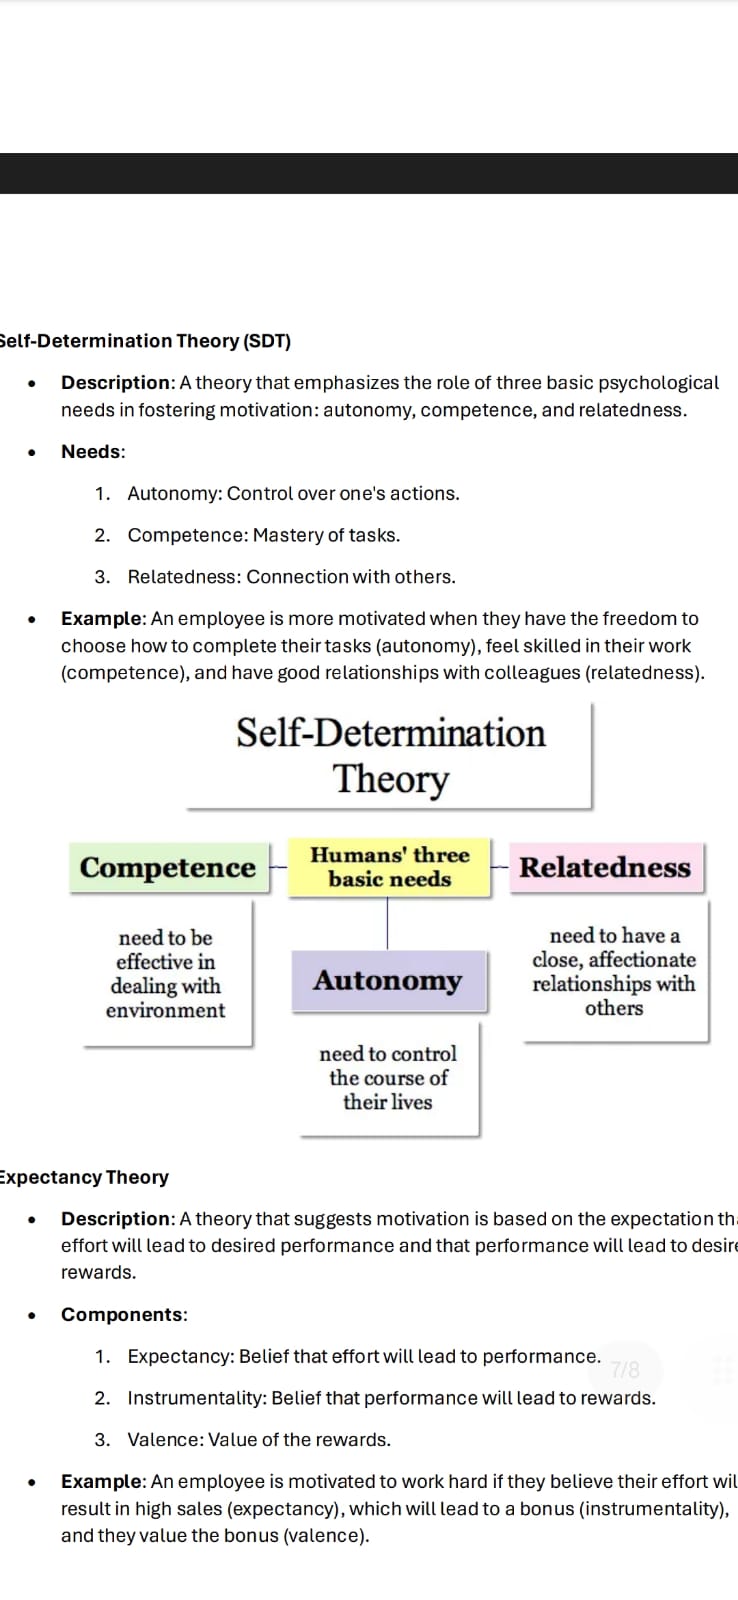 Self-Determination Theory (SDT)
• Description: A theory that emphasizes the role of three basic psychological
needs in fostering motivation: autonomy, competence, and relatedness.
• Needs:
1. Autonomy: Control over one's actions.
2. Competence: Mastery of tasks.
3. Relatedness: Connection with others.
• Example: An employee is more motivated when they have the freedom to
choose how to complete their tasks (autonomy), feel skilled in their work
(competence), and have good relationships with colleagues (relatedness).
Self-Determination
Theory
Competence
Humans' three
basic needs
Relatedness
need to be
effective in
dealing with
environment
Autonomy
need to have a
close, affectionate
relationships with
others
need to control
the course of
their lives
Expectancy Theory
• Description: A theory that suggests motivation is based on the expectation th
effort will lead to desired performance and that performance will lead to desire
rewards.
• Components:
1. Expectancy: Belief that effort will lead to performance.
7/8
2. Instrumentality: Belief that performance will lead to rewards.
3. Valence: Value of the rewards.
• Example: An employee is motivated to work hard if they believe their effort wil
result in high sales (expectancy), which will lead to a bonus (instrumentality),
and they value the bonus (valence).